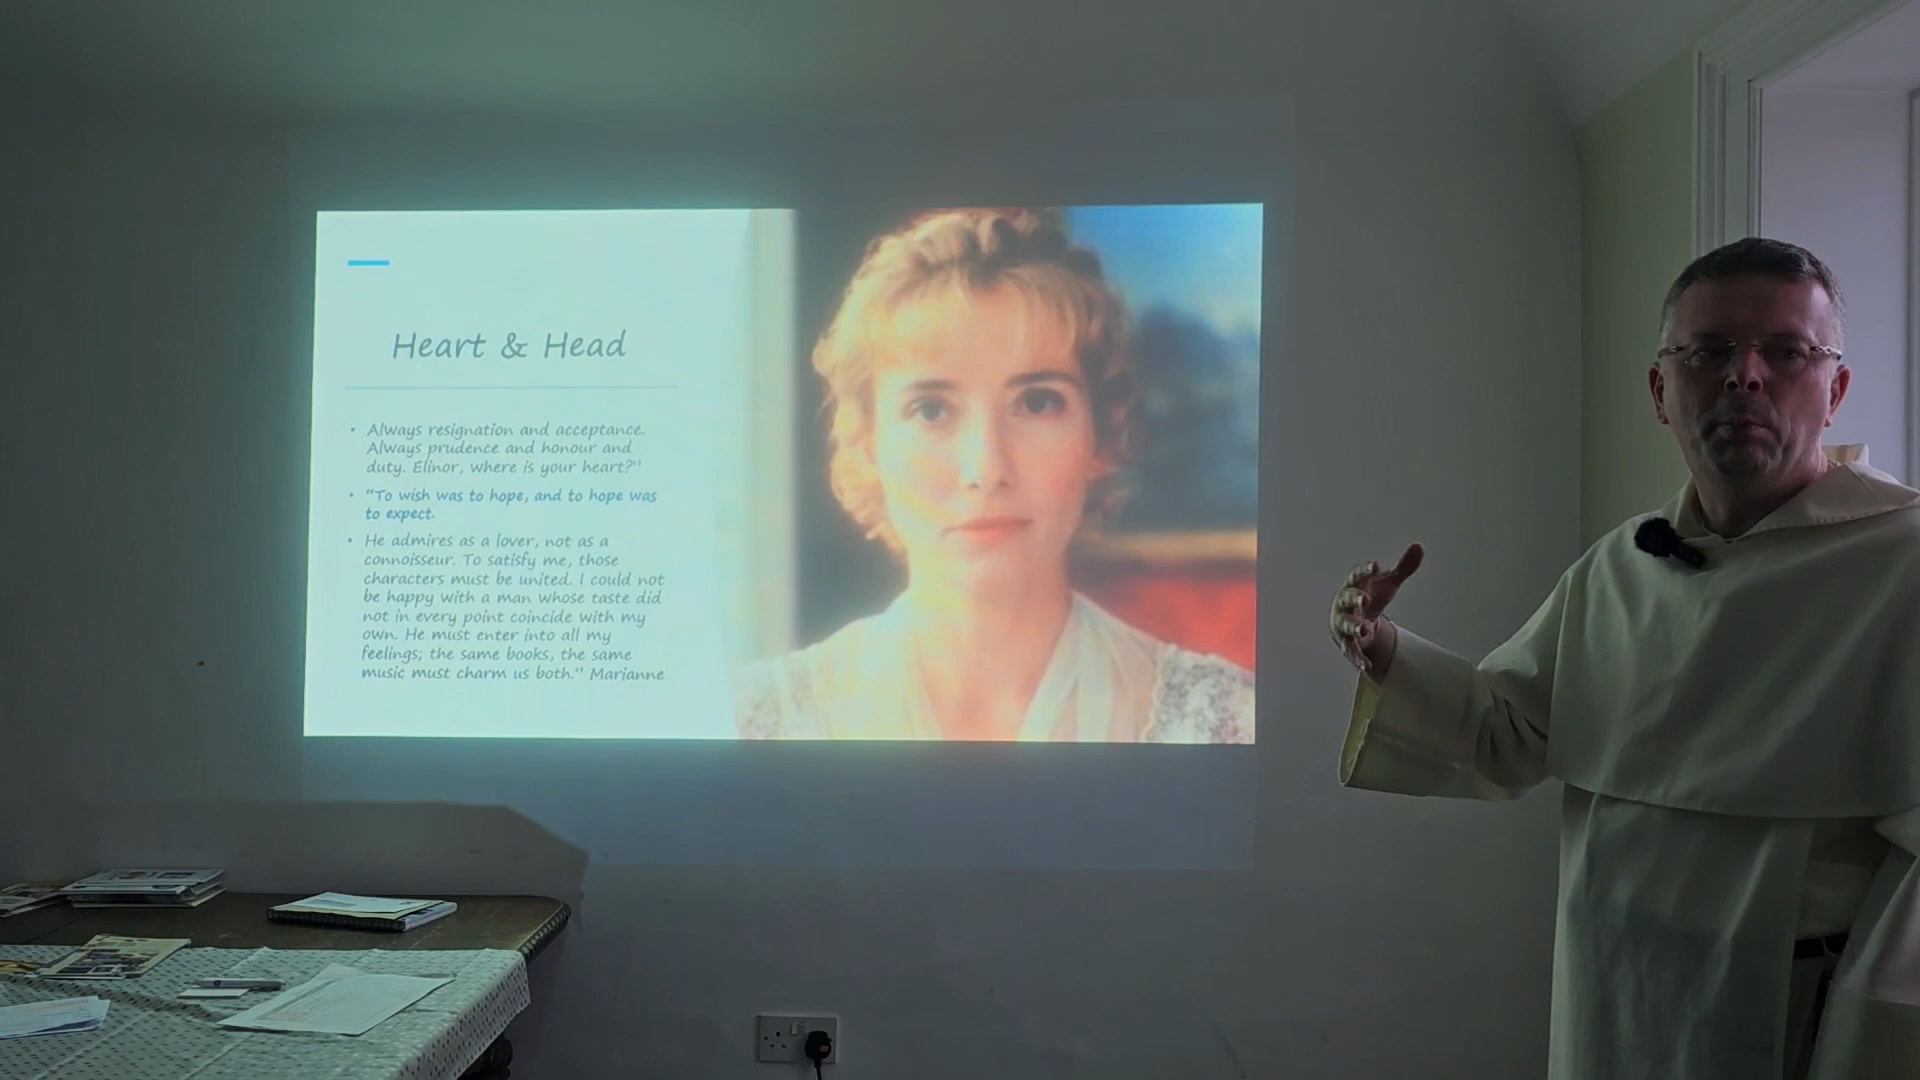 Heart & Head
• Always resignation and acceptance.
Always prudence and honour and
duty. Elinor, where is your heart?"
• "To wish was to hope, and to hope was
to expect.
• He admires as a lover, not as a
connoisseur. To satisfy me, those
characters must be united. I could not
be happy with a man whose taste did
not in every point coincide with my
own. He must enter into all my
feelings; the same books, the same
music must charm us both." Marianne